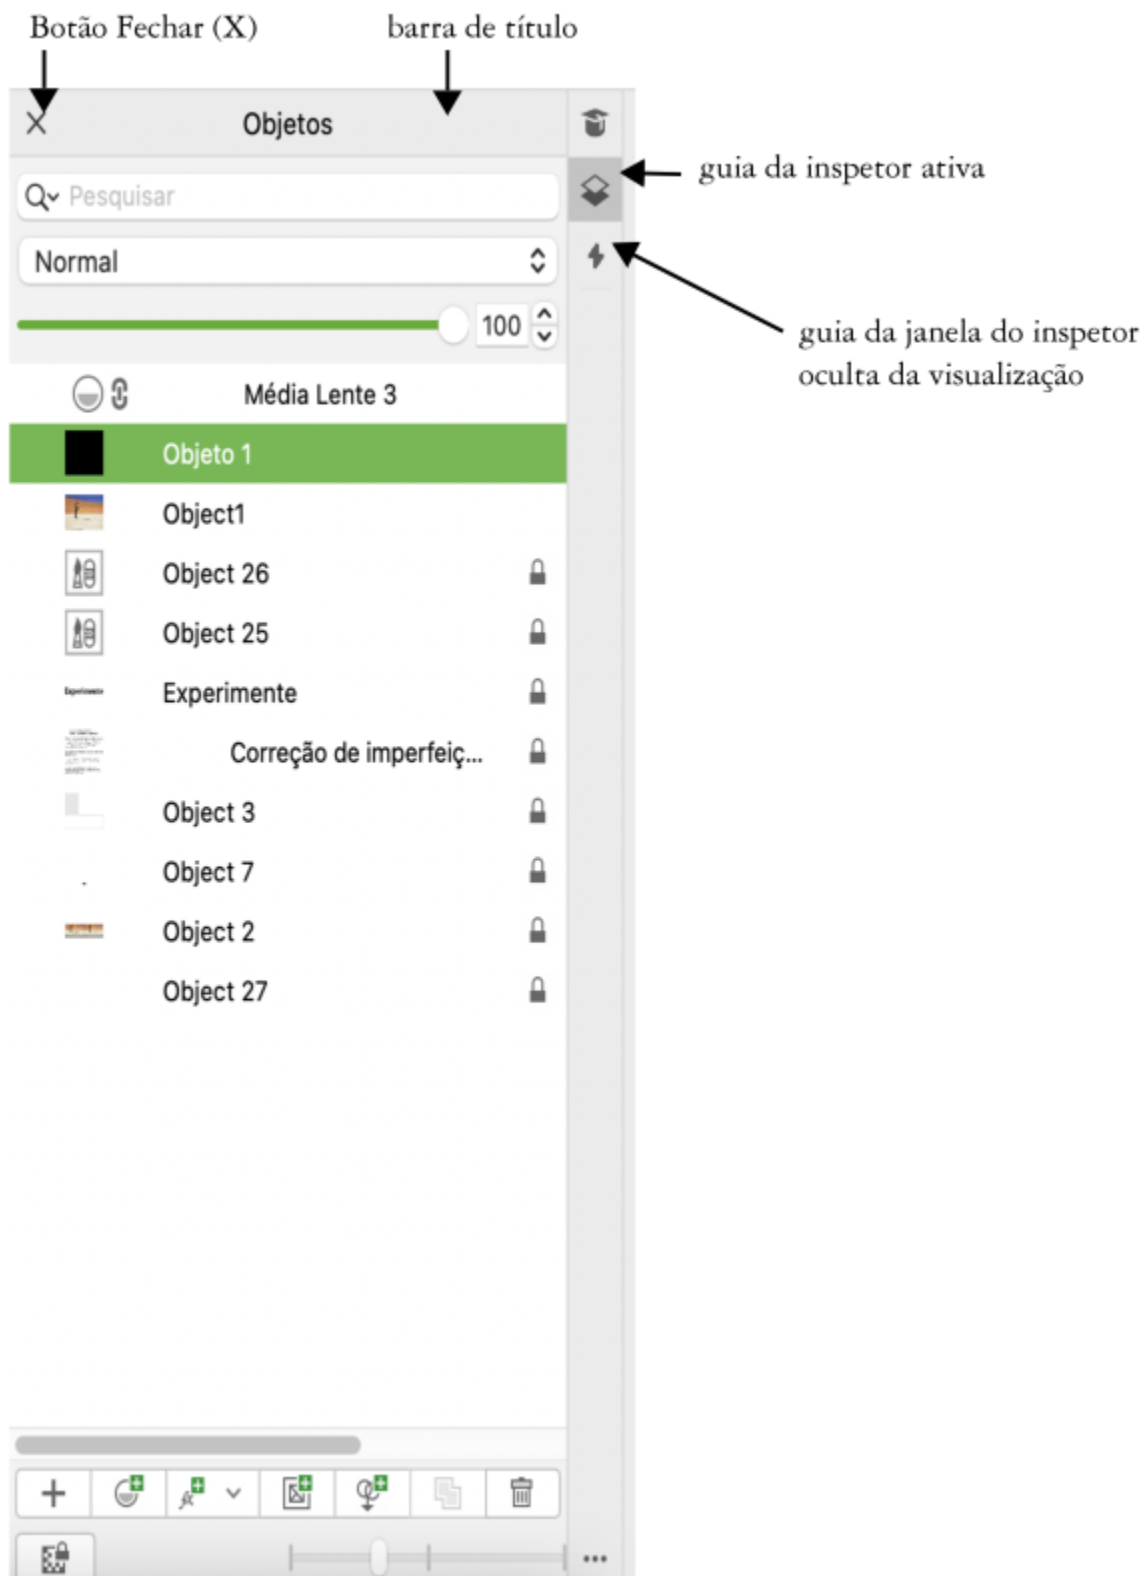 Botão Fechar (X)
barra de título
Objetos
guia da inspetor ativa
Pesquisar
Normal
100
guia da janela do inspetor
oculta da visualização
Média Lente 3
Objeto 1
Object1
Object 26
Object 25
Experimente
Experimente
Correção de imperfeiç...
Object 3
Object 7
Object 2
Object 27